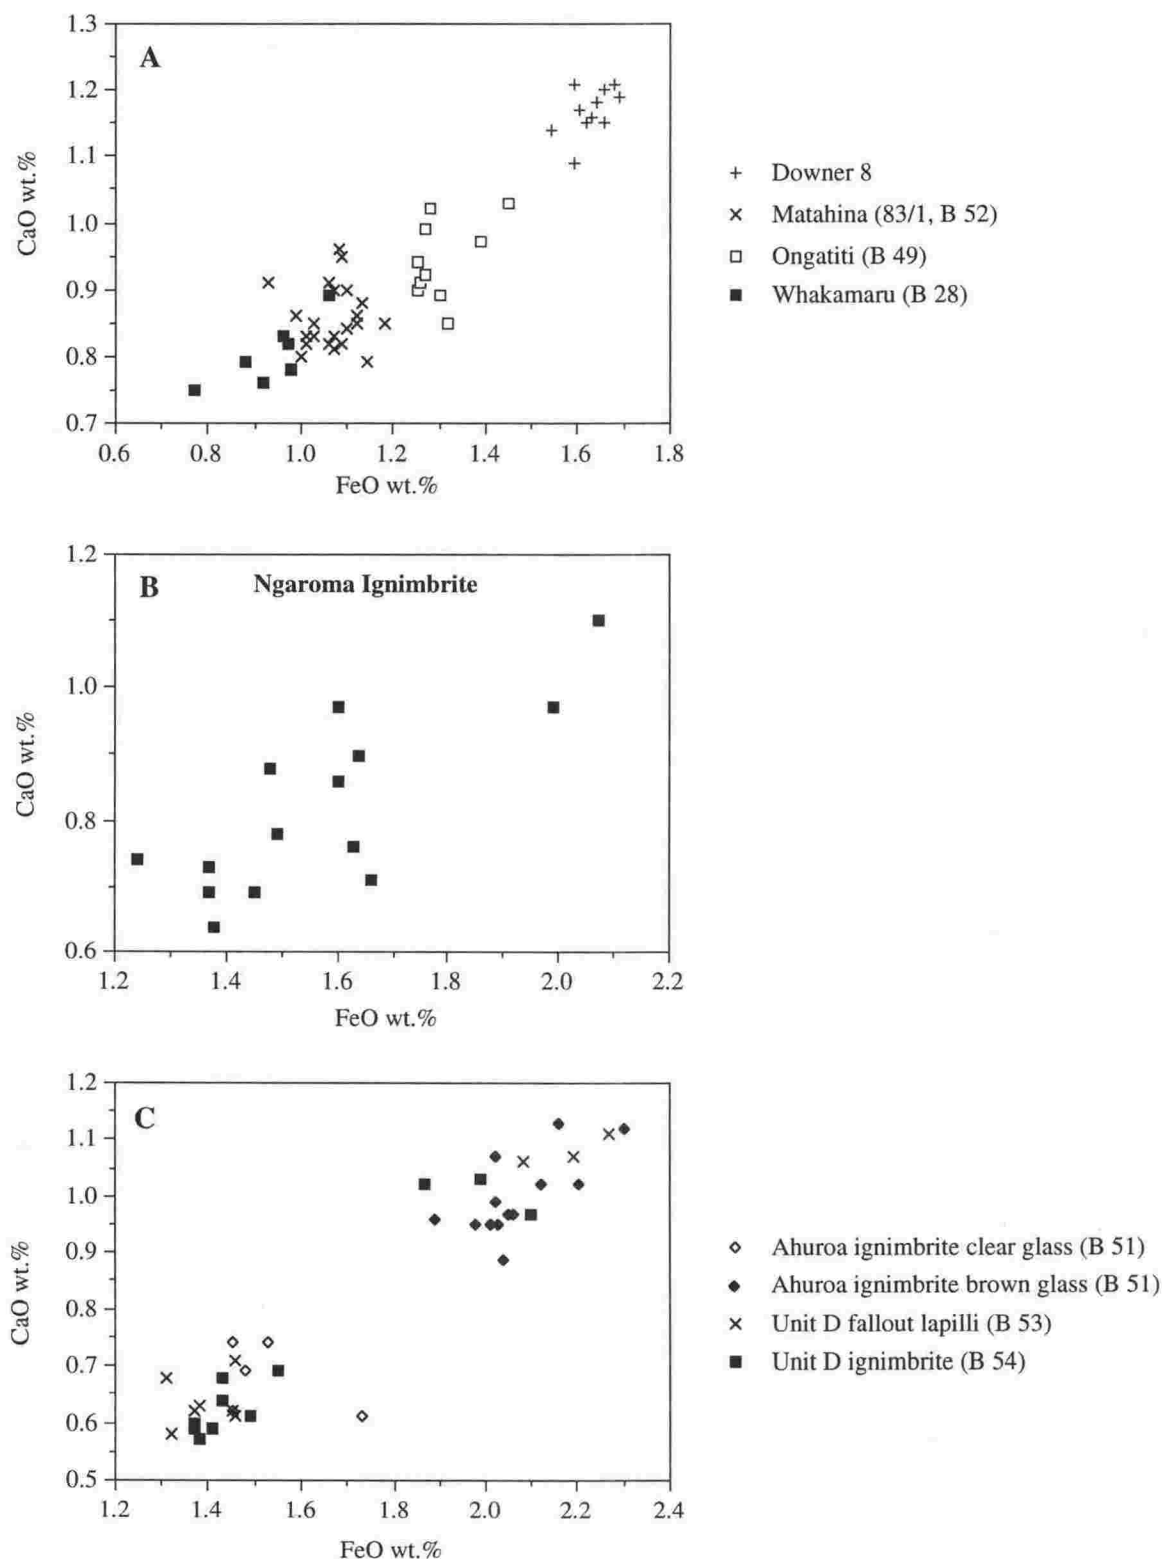 A
1.3
1.2
1.1
1.0
0.9
0.8
0.7
CaO wt.%
0.6 0.8 1.0 1.2 1.4 1.6 1.8
FeO wt.%
Downer 8
Matahina (83/1, B 52)
Ongatiti (B 49)
Whakamaru (B 28)
B
Ngaroma Ignimbrite
1.2
1.0
0.8
0.6
CaO wt.%
1.2 1.4 1.6 1.8 2.0 2.2
FeO wt.%
C
1.2
1.1
1.0
0.9
0.8
0.7
0.6
0.5
CaO wt.%
1.2 1.4 1.6 1.8 2.0 2.2 2.4
FeO wt.%
Ahuroa ignimbrite clear glass (B 51)
Ahuroa ignimbrite brown glass (B 51)
Unit D fallout lapilli (B 53)
Unit D ignimbrite (B 54)